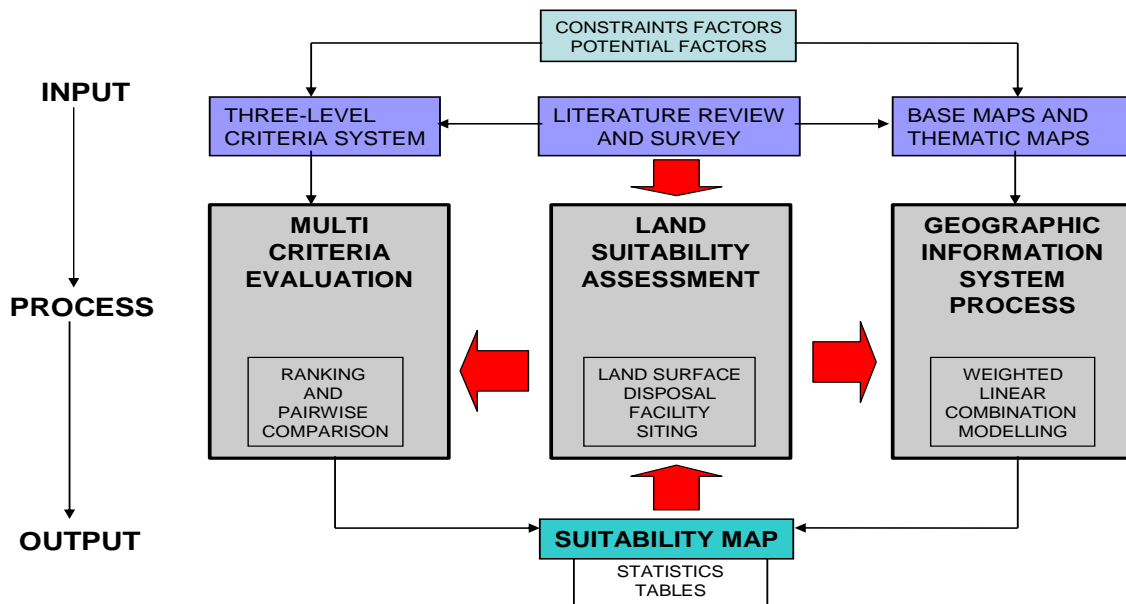 CONSTRAINTS FACTORS
POTENTIAL FACTORS
INPUT
THREE-LEVEL
CRITERIA SYSTEM
LITERATURE REVIEW
AND SURVEY
BASE MAPS AND
THEMATIC MAPS
MULTI
CRITERIA
EVALUATION
LAND
SUITABILITY
ASSESSMENT
GEOGRAPHIC
INFORMATION
SYSTEM
PROCESS
PROCESS
RANKING
AND
PAIRWISE
COMPARISON
LAND SURFACE
DISPOSAL
FACILITY
SITING
WEIGHTED
LINEAR
COMBINATION
MODELLING
OUTPUT
SUITABILITY MAP
STATISTICS
TABLES